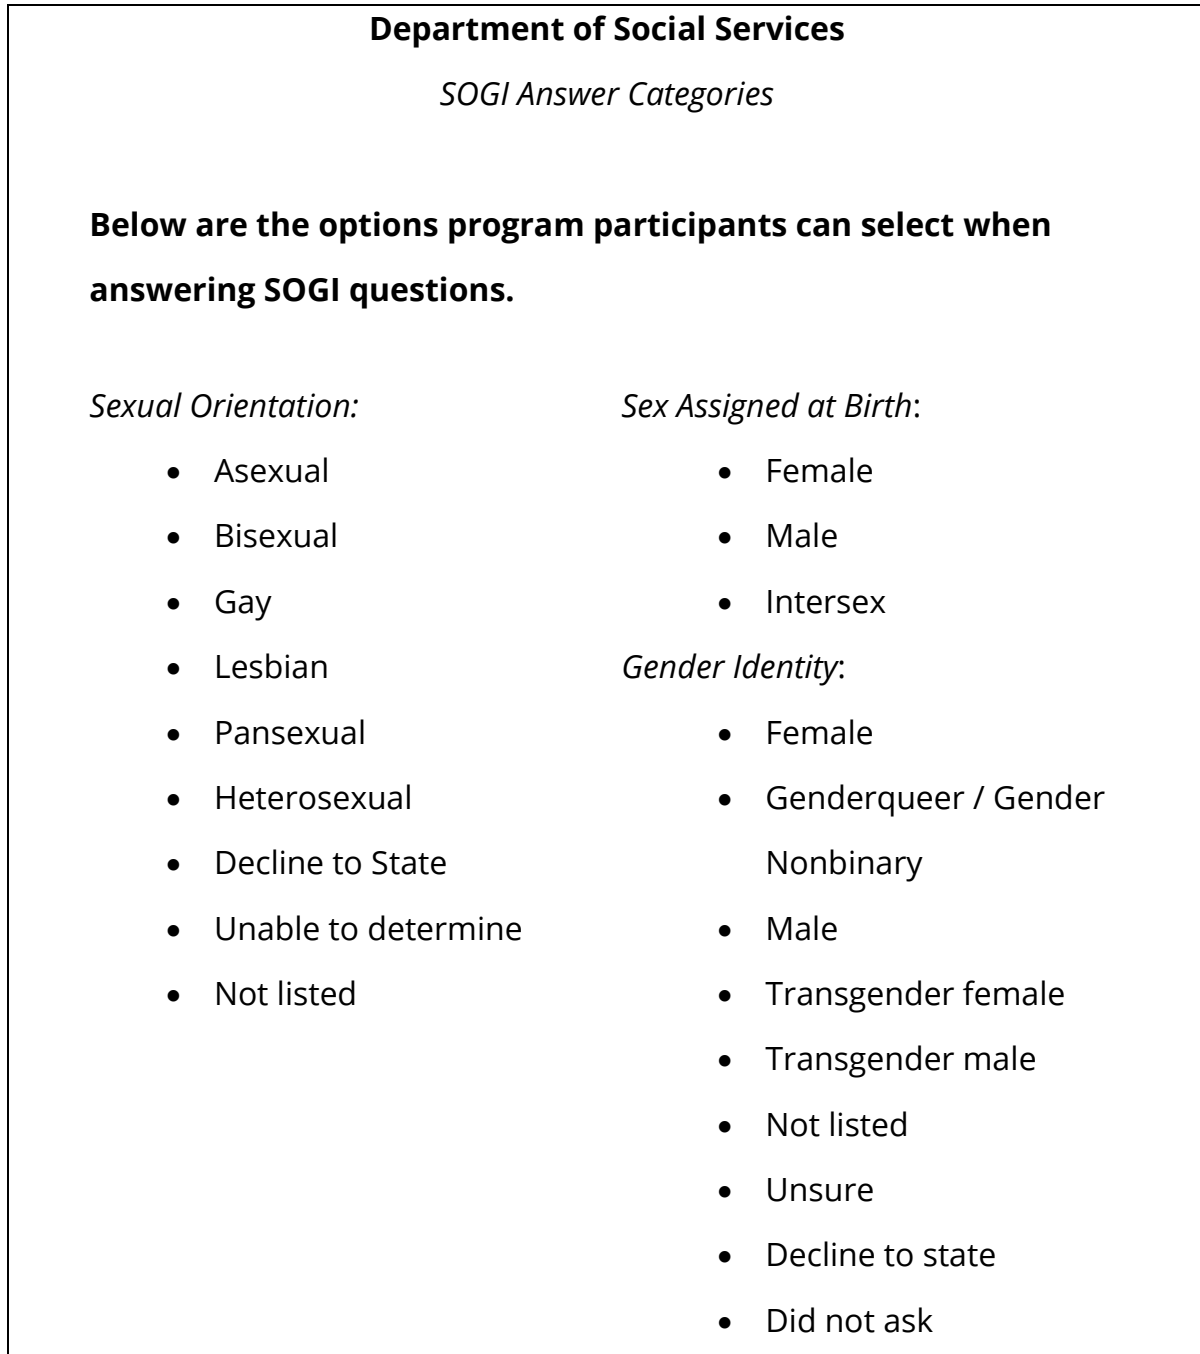 Department of Social Services
SOGI Answer Categories
Below are the options program participants can select when
answering SOGI questions.
Sexual Orientation:
• Asexual
• Bisexual
• Gay
• Lesbian
• Pansexual
• Heterosexual
• Decline to State
• Unable to determine
• Not listed
Sex Assigned at Birth:
• Female
• Male
• Intersex
Gender Identity:
• Female
• Genderqueer / Gender
Nonbinary
• Male
• Transgender female
• Transgender male
• Not listed
• Unsure
• Decline to state
• Did not ask